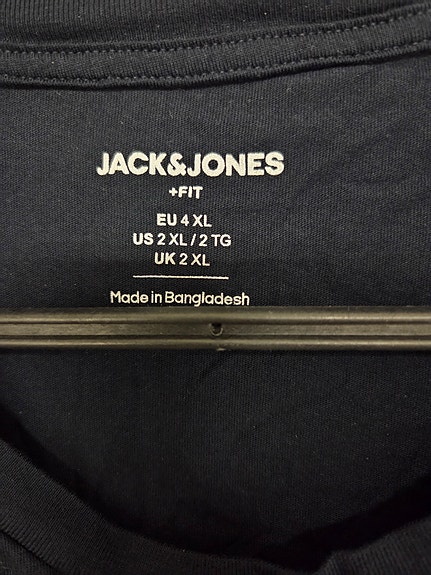 JACK&JONES
+FIT
EU 4 XL
US 2 XL / 2 TG
UK 2 XL
Made in Bangladesh